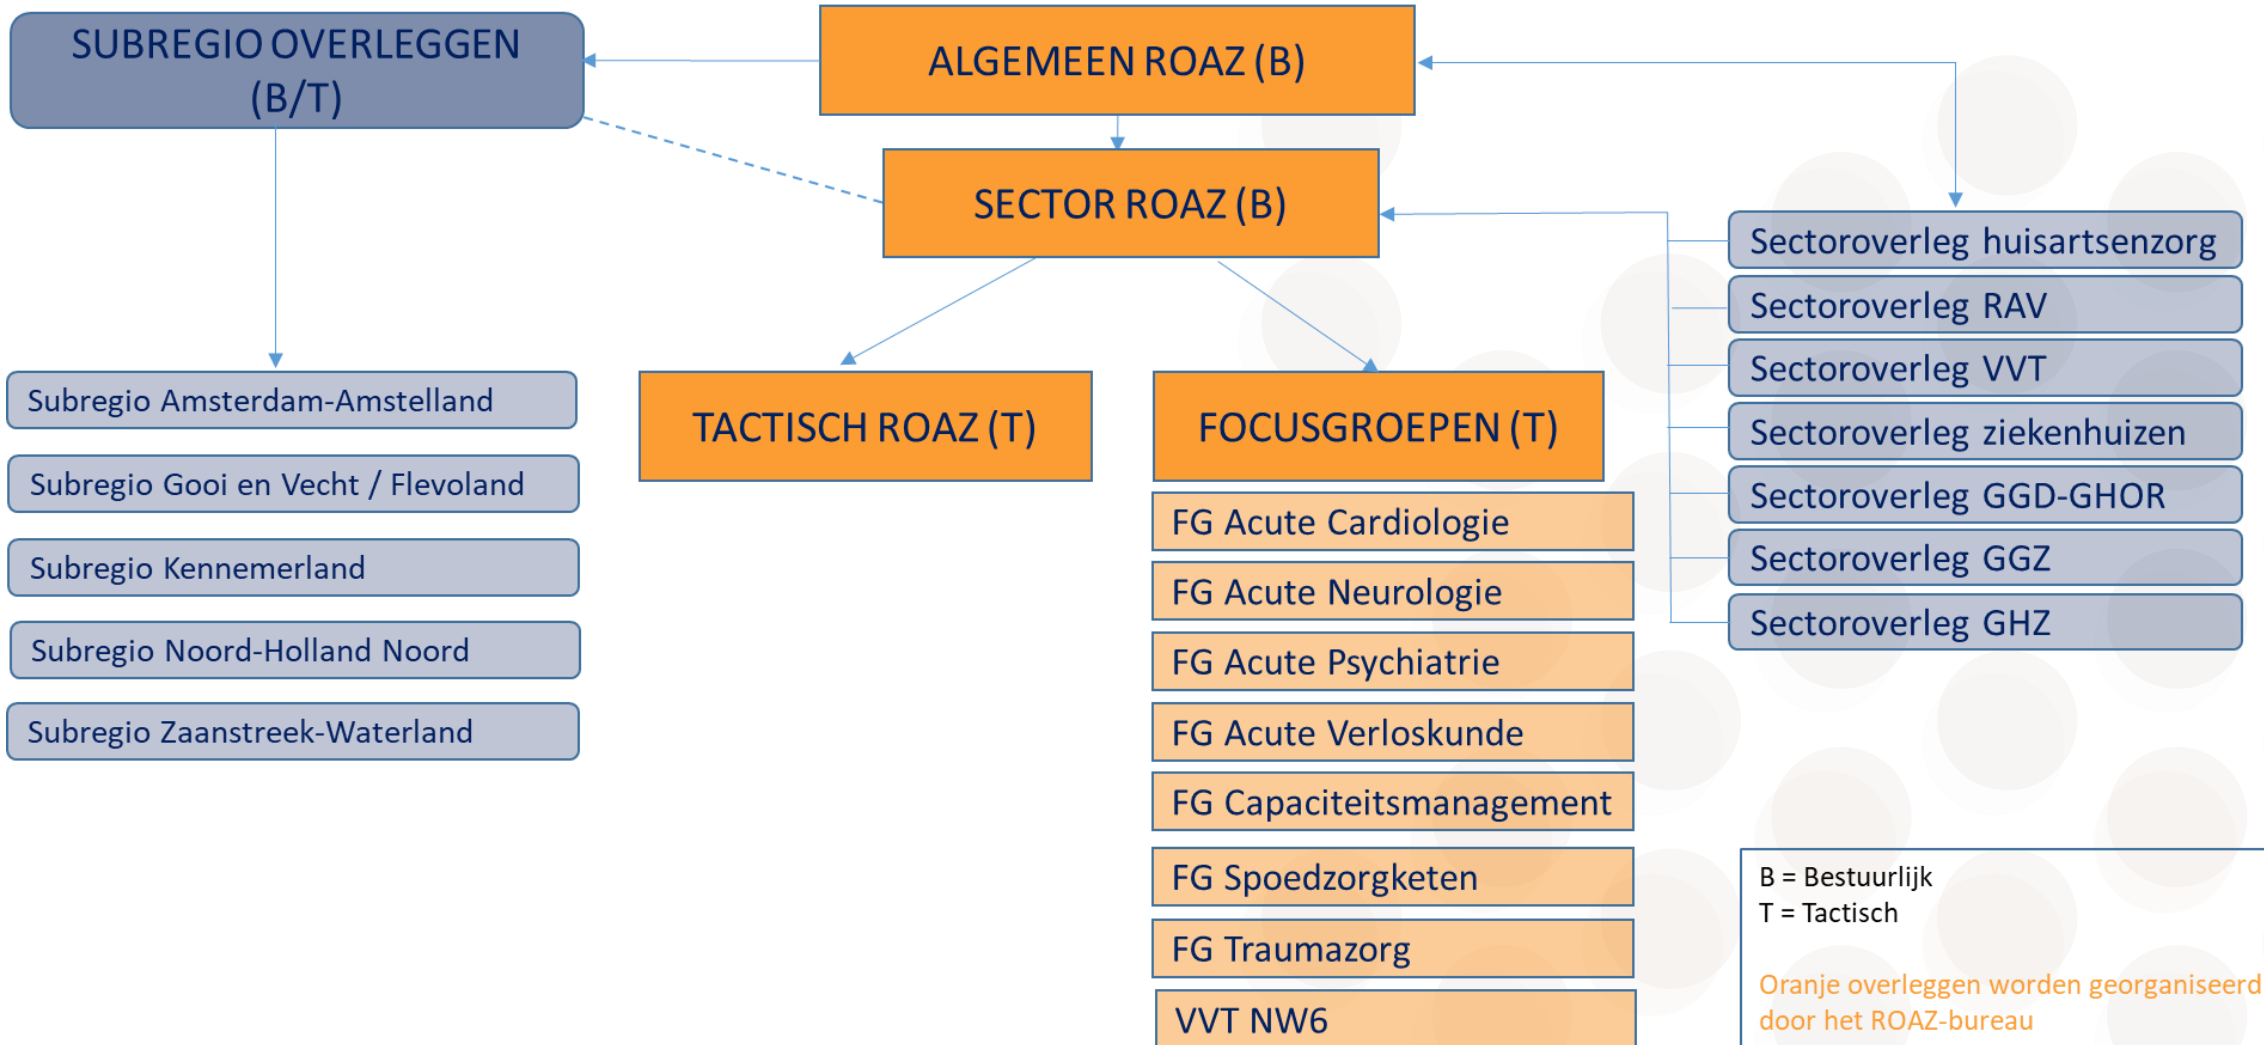 SUBREGIO OVERLEGGEN
(B/T)
ALGEMEEN ROAZ (B)
SECTOR ROAZ (B)
TACTISCH ROAZ (T)
FOCUSGROEPEN (T)
Subregio Amsterdam-Amstelland
Subregio Gooi en Vecht / Flevoland
Subregio Kennemerland
Subregio Noord-Holland Noord
Subregio Zaanstreek-Waterland
FG Acute Cardiologie
FG Acute Neurologie
FG Acute Psychiatrie
FG Acute Verloskunde
FG Capaciteitsmanagement
FG Spoedzorgketen
FG Traumazorg
VVT NW6
Sectoroverleg huisartsenzorg
Sectoroverleg RAV
Sectoroverleg VVT
Sectoroverleg ziekenhuizen
Sectoroverleg GGD-GHOR
Sectoroverleg GGZ
Sectoroverleg GHZ
B = Bestuurlijk
T = Tactisch
Oranje overleggen worden georganiseerd
door het ROAZ-bureau